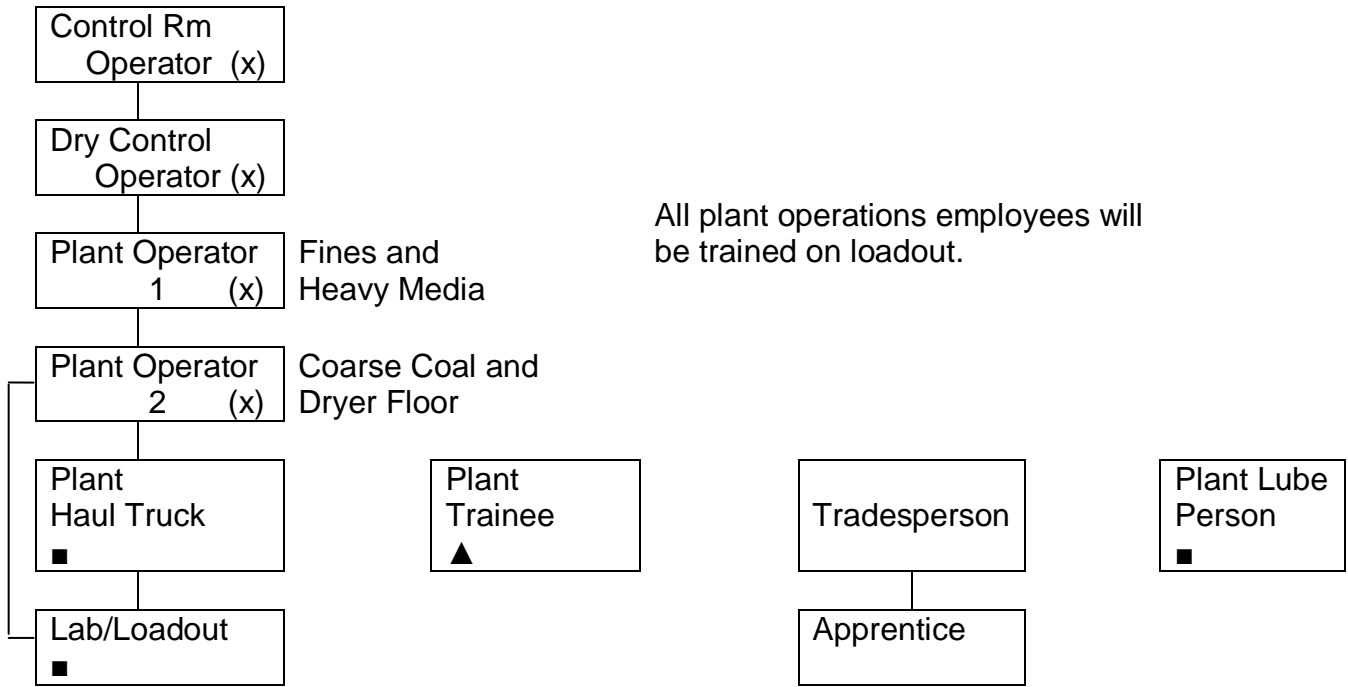 Control Rm
Operator (x)
Dry Control
Operator (x)
All plant operations employees will
be trained on loadout.
Plant Operator
1 (x)
Fines and
Heavy Media
Plant Operator
2 (x)
Coarse Coal and
Dryer Floor
Plant
Haul Truck
■
Plant
Trainee
▲
Tradesperson
Plant Lube
Person
■
Lab/Loadout
■
Apprentice